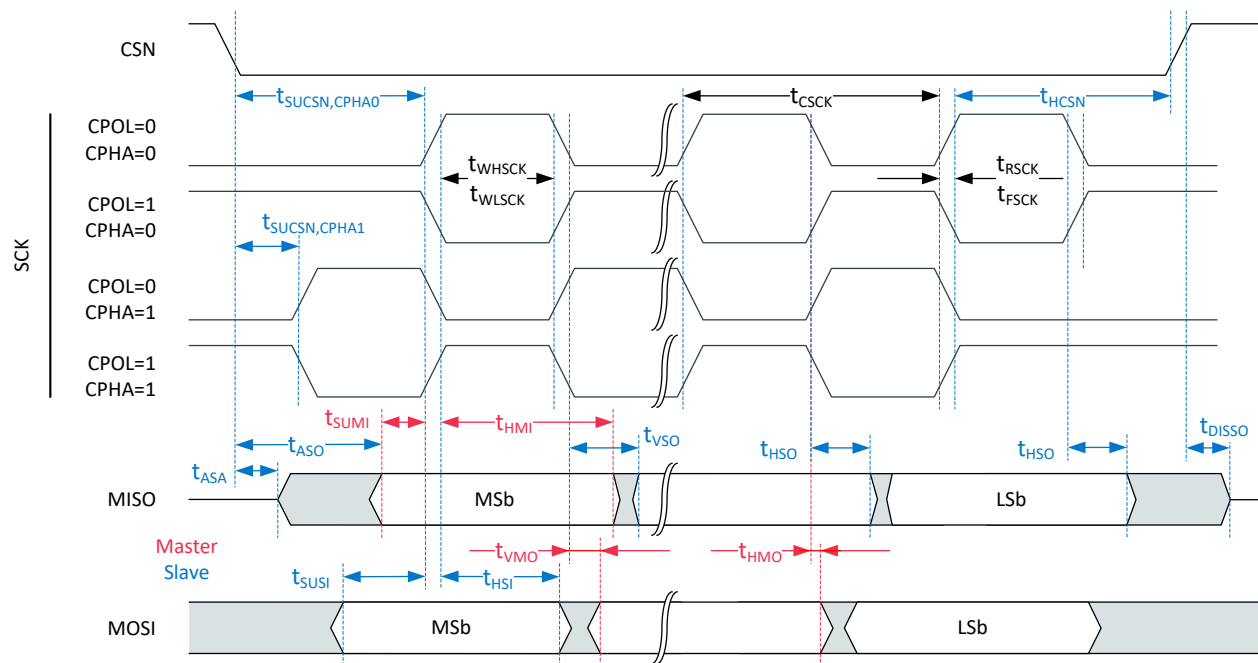 CSN
tSUCSN,CPHA0
tCSCK
tHCSN
SCK
CPOL=0
CPHA=0
tWHSCK
tWLSCK
tRSCK
tFSCK
CPOL=1
CPHA=0
tSUCSN,CPHA1
CPOL=0
CPHA=1
CPOL=1
CPHA=1
tSUMI
tHMI
tASO
tVSO
tHSO
tHSO
tDISSO
tASA
MISO
MSb
LSb
Master
Slave
tVMO
tHMO
tSUSI
tHSI
MOSI
MSb
LSb